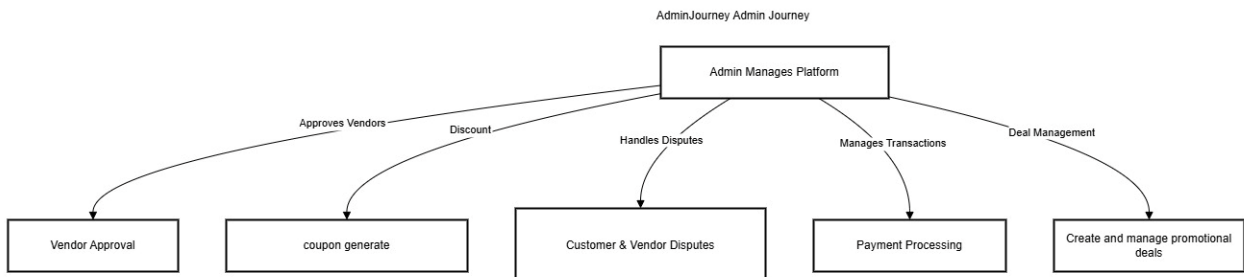 AdminJourney Admin Journey
Admin Manages Platform
Approves Vendors
Discount
Handles Disputes
Manages Transactions
Deal Management
Vendor Approval
coupon generate
Customer & Vendor Disputes
Payment Processing
Create and manage promotional
deals